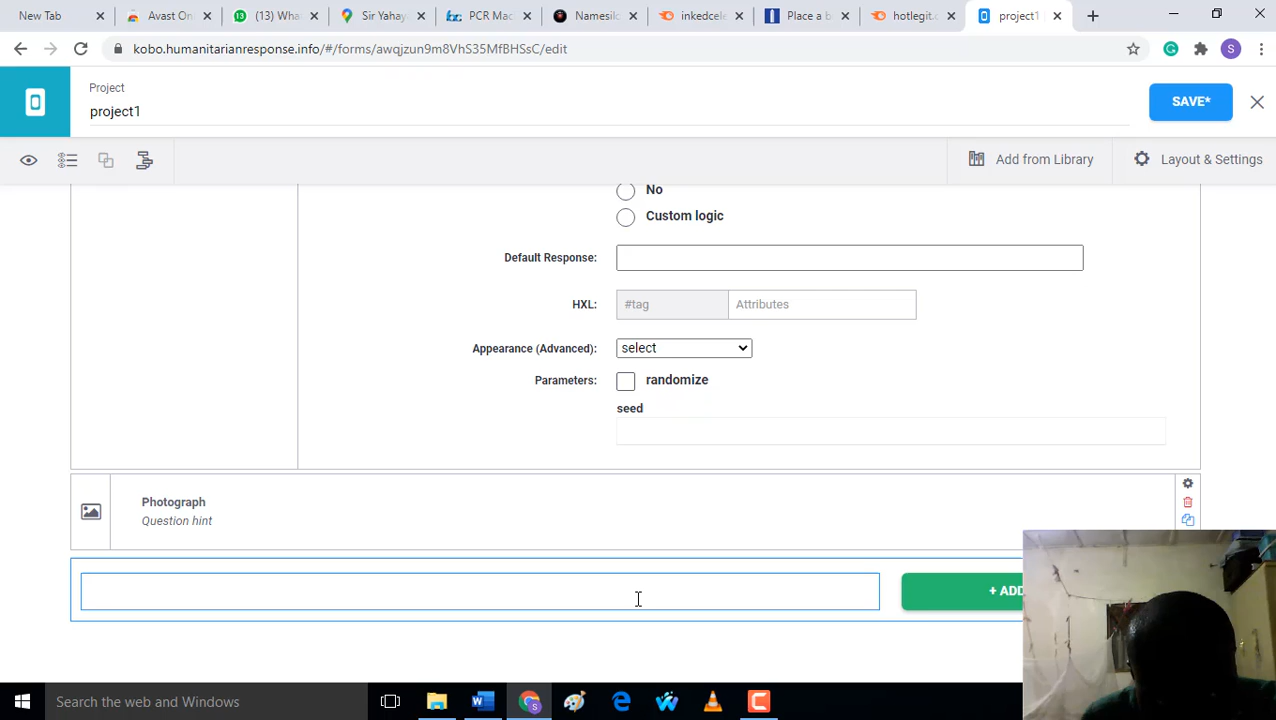 New Tab
Avast On
(13) Wha
Sir Yahay
PCR Mac
Namesilo
inkedcele
Place a
hotlegit.c
project1
kobo.humanitarianresponse.info/#/forms/awqjzun9m8VhS35MfBHSsC/edit
S
Project
project1
SAVE*
Add from Library
Layout & Settings
No
Custom logic
Default Response:
HXL:
#tag
Attributes
Appearance (Advanced):
select
Parameters:
randomize
seed
Photograph
Question hint
+ ADD
Search the web and Windows